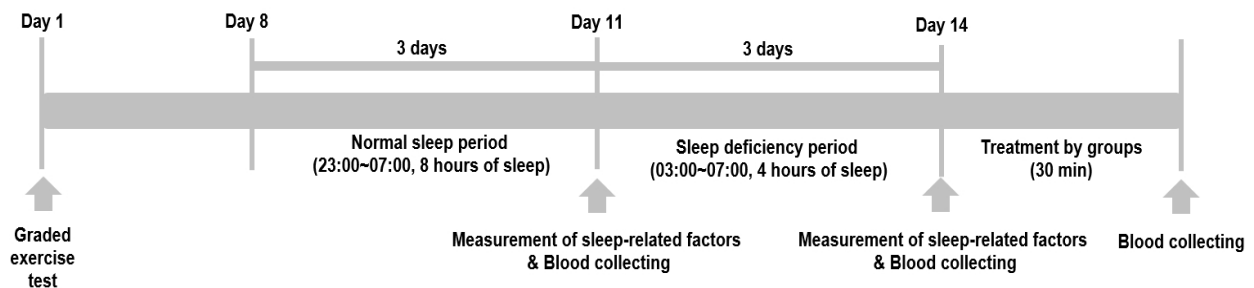 Day 1
Day 8
Day 11
Day 14
3 days
3 days
Normal sleep period
(23:00~07:00, 8 hours of sleep)
Sleep deficiency period
(03:00~07:00, 4 hours of sleep)
Treatment by groups
(30 min)
Graded
exercise
test
Measurement of sleep-related factors
& Blood collecting
Measurement of sleep-related factors
& Blood collecting
Blood collecting